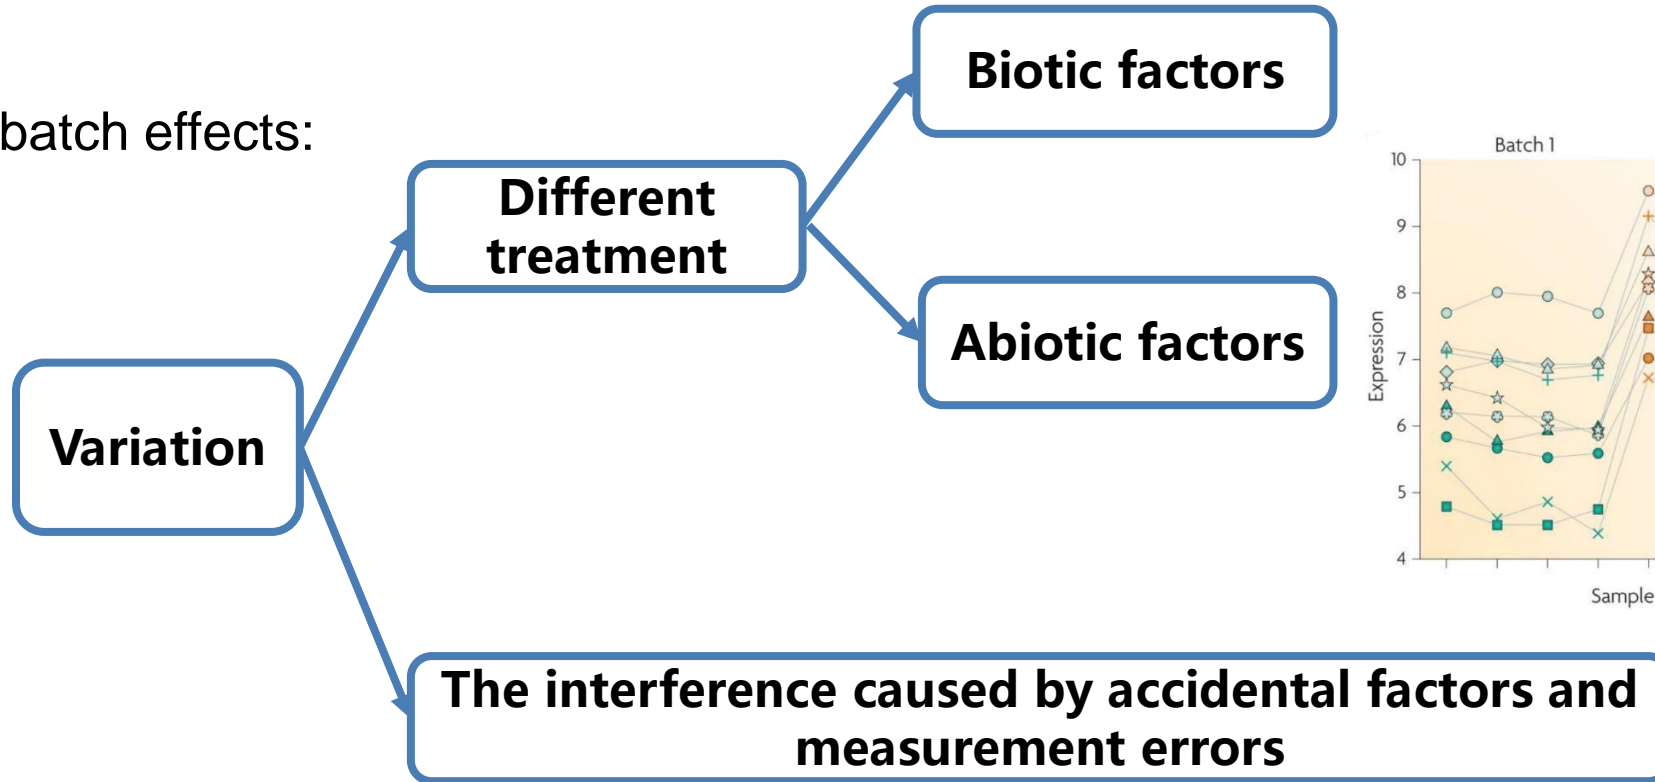 batch effects:
Biotic factors
Different
treatment
Abiotic factors
Variation
The interference caused by accidental factors and
measurement errors
Batch 1
10
9
8
7
6
5
4
Expression
Sample